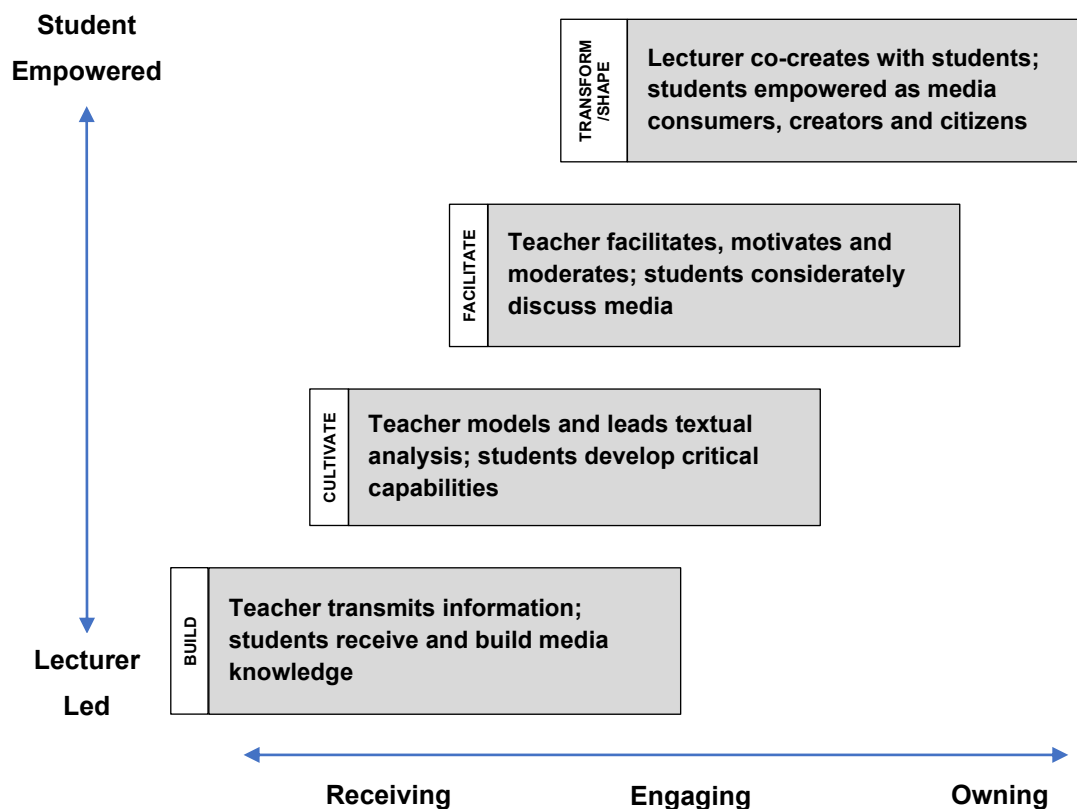 Student
Empowered
TRANSFORM
/SHAPE
Lecturer co-creates with students;
students empowered as media
consumers, creators and citizens
FACILITATE
Teacher facilitates, motivates and
moderates; students considerately
discuss media
CULTIVATE
Teacher models and leads textual
analysis; students develop critical
capabilities
BUILD
Teacher transmits information;
students receive and build media
knowledge
Lecturer
Led
Receiving
Engaging
Owning